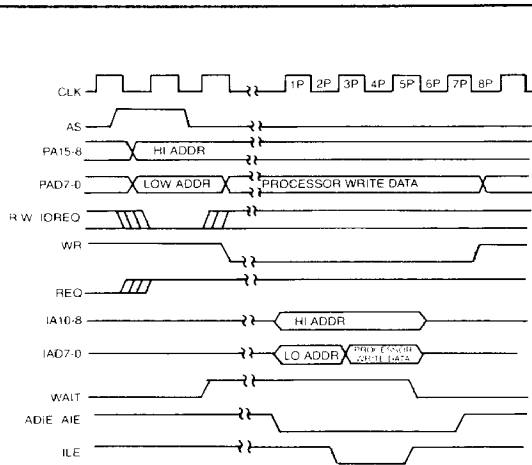 CLK 1P 2P 3P 4P 5P 6P 7P 8P
AS
PA15-8 HI ADDR
PAD7-0 LOW ADDR PROCESSOR WRITE DATA
R W IOREQ
WR
REQ
IA10-8 HI ADDR
IAD7-0 LO ADDR PROCESSOR
WRITE DATA
WAIT
ADIE AIE
ILE